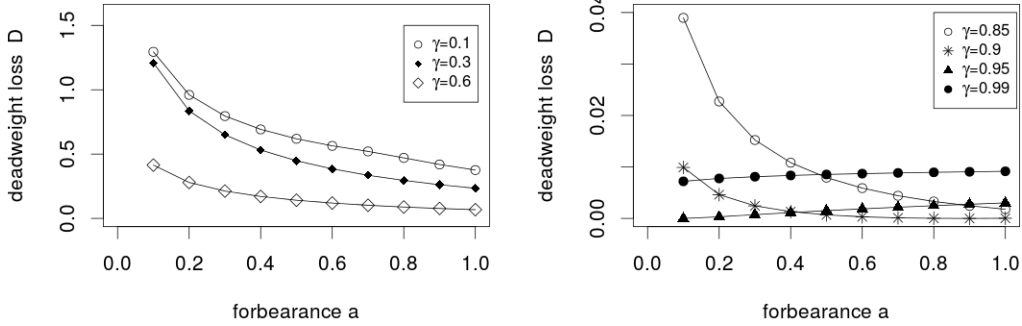 deadweight loss D
1.5
1.0
0.5
0.0
γ=0.1
γ=0.3
γ=0.6
0.0 0.2 0.4 0.6 0.8 1.0
forbearance a
deadweight loss D
0.04
0.02
0.00
γ=0.85
γ=0.9
γ=0.95
γ=0.99
0.0 0.2 0.4 0.6 0.8 1.0
forbearance a